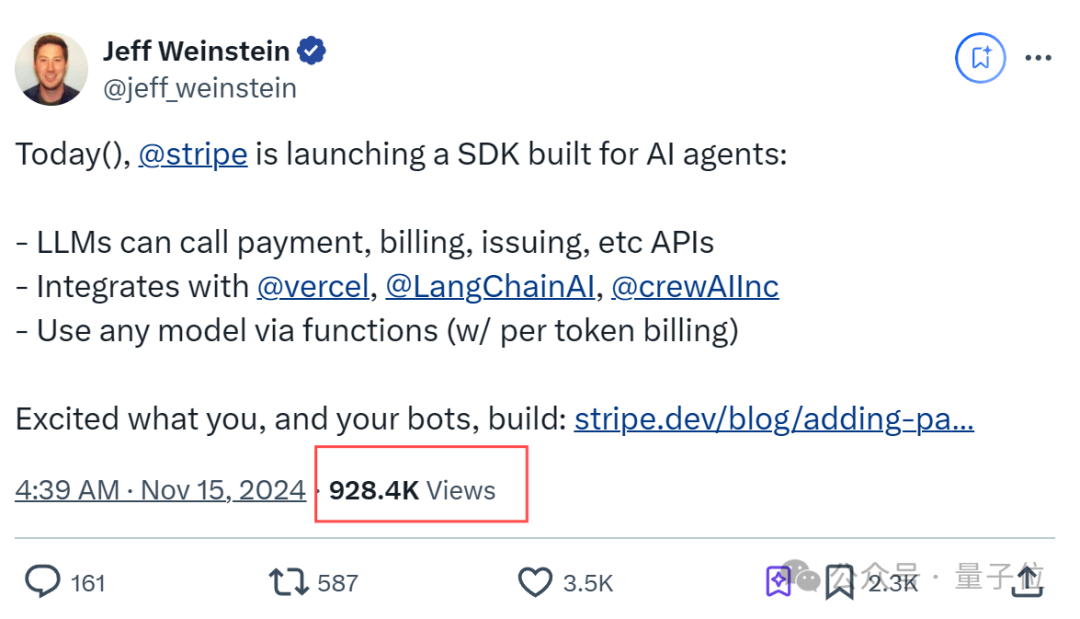 Jeff Weinstein
@jeff_weinstein
Today(), @stripe is launching a SDK built for AI agents:
- LLMs can call payment, billing, issuing, etc APIs
- Integrates with @vercel, @LangChainAI, @crewAIInc
- Use any model via functions (w/ per token billing)
Excited what you, and your bots, build: stripe.dev/blog/adding-pa...
4:39 AM · Nov 15, 2024 · 928.4K Views
161 587 3.5K 2.3K
公众号 · 量子位